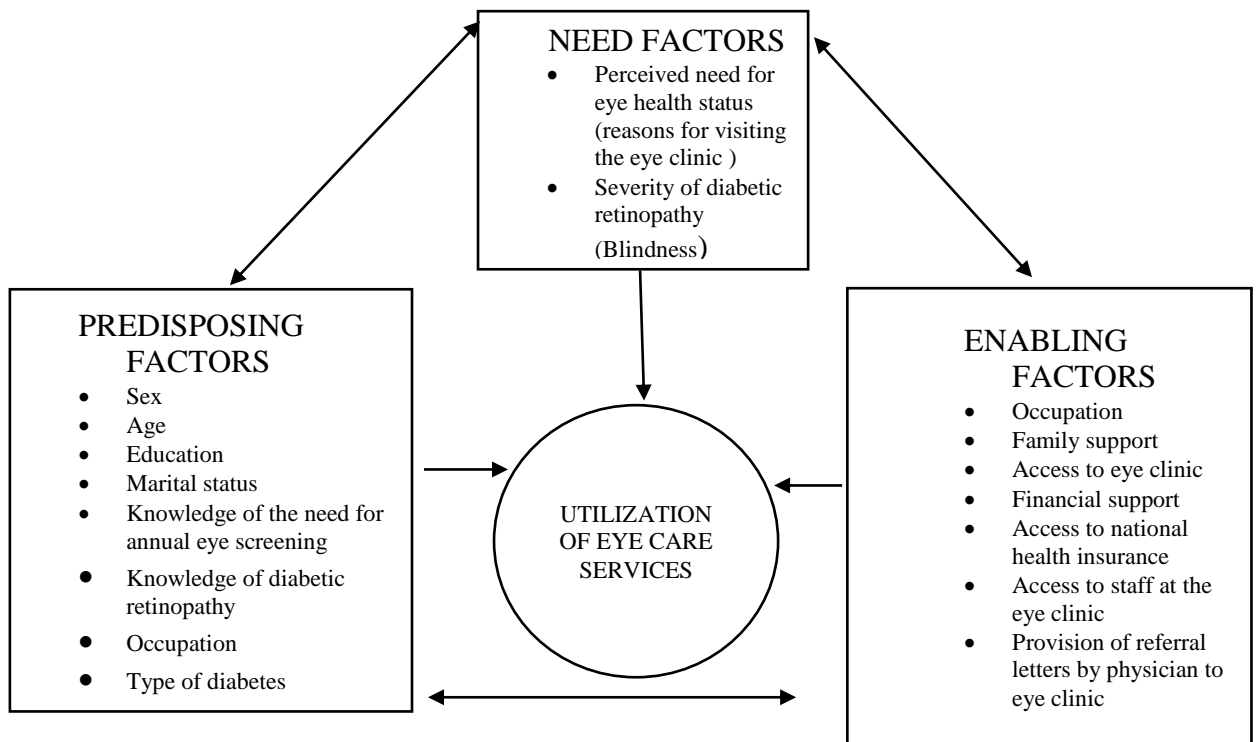 NEED FACTORS
• Perceived need for
eye health status
(reasons for visiting
the eye clinic )
• Severity of diabetic
retinopathy
(Blindness)
PREDISPOSING
FACTORS
• Sex
• Age
• Education
• Marital status
• Knowledge of the need for
annual eye screening
• Knowledge of diabetic
retinopathy
• Occupation
• Type of diabetes
UTILIZATION
OF EYE CARE
SERVICES
ENABLING
FACTORS
• Occupation
• Family support
• Access to eye clinic
• Financial support
• Access to national
health insurance
• Access to staff at the
eye clinic
• Provision of referral
letters by physician to
eye clinic